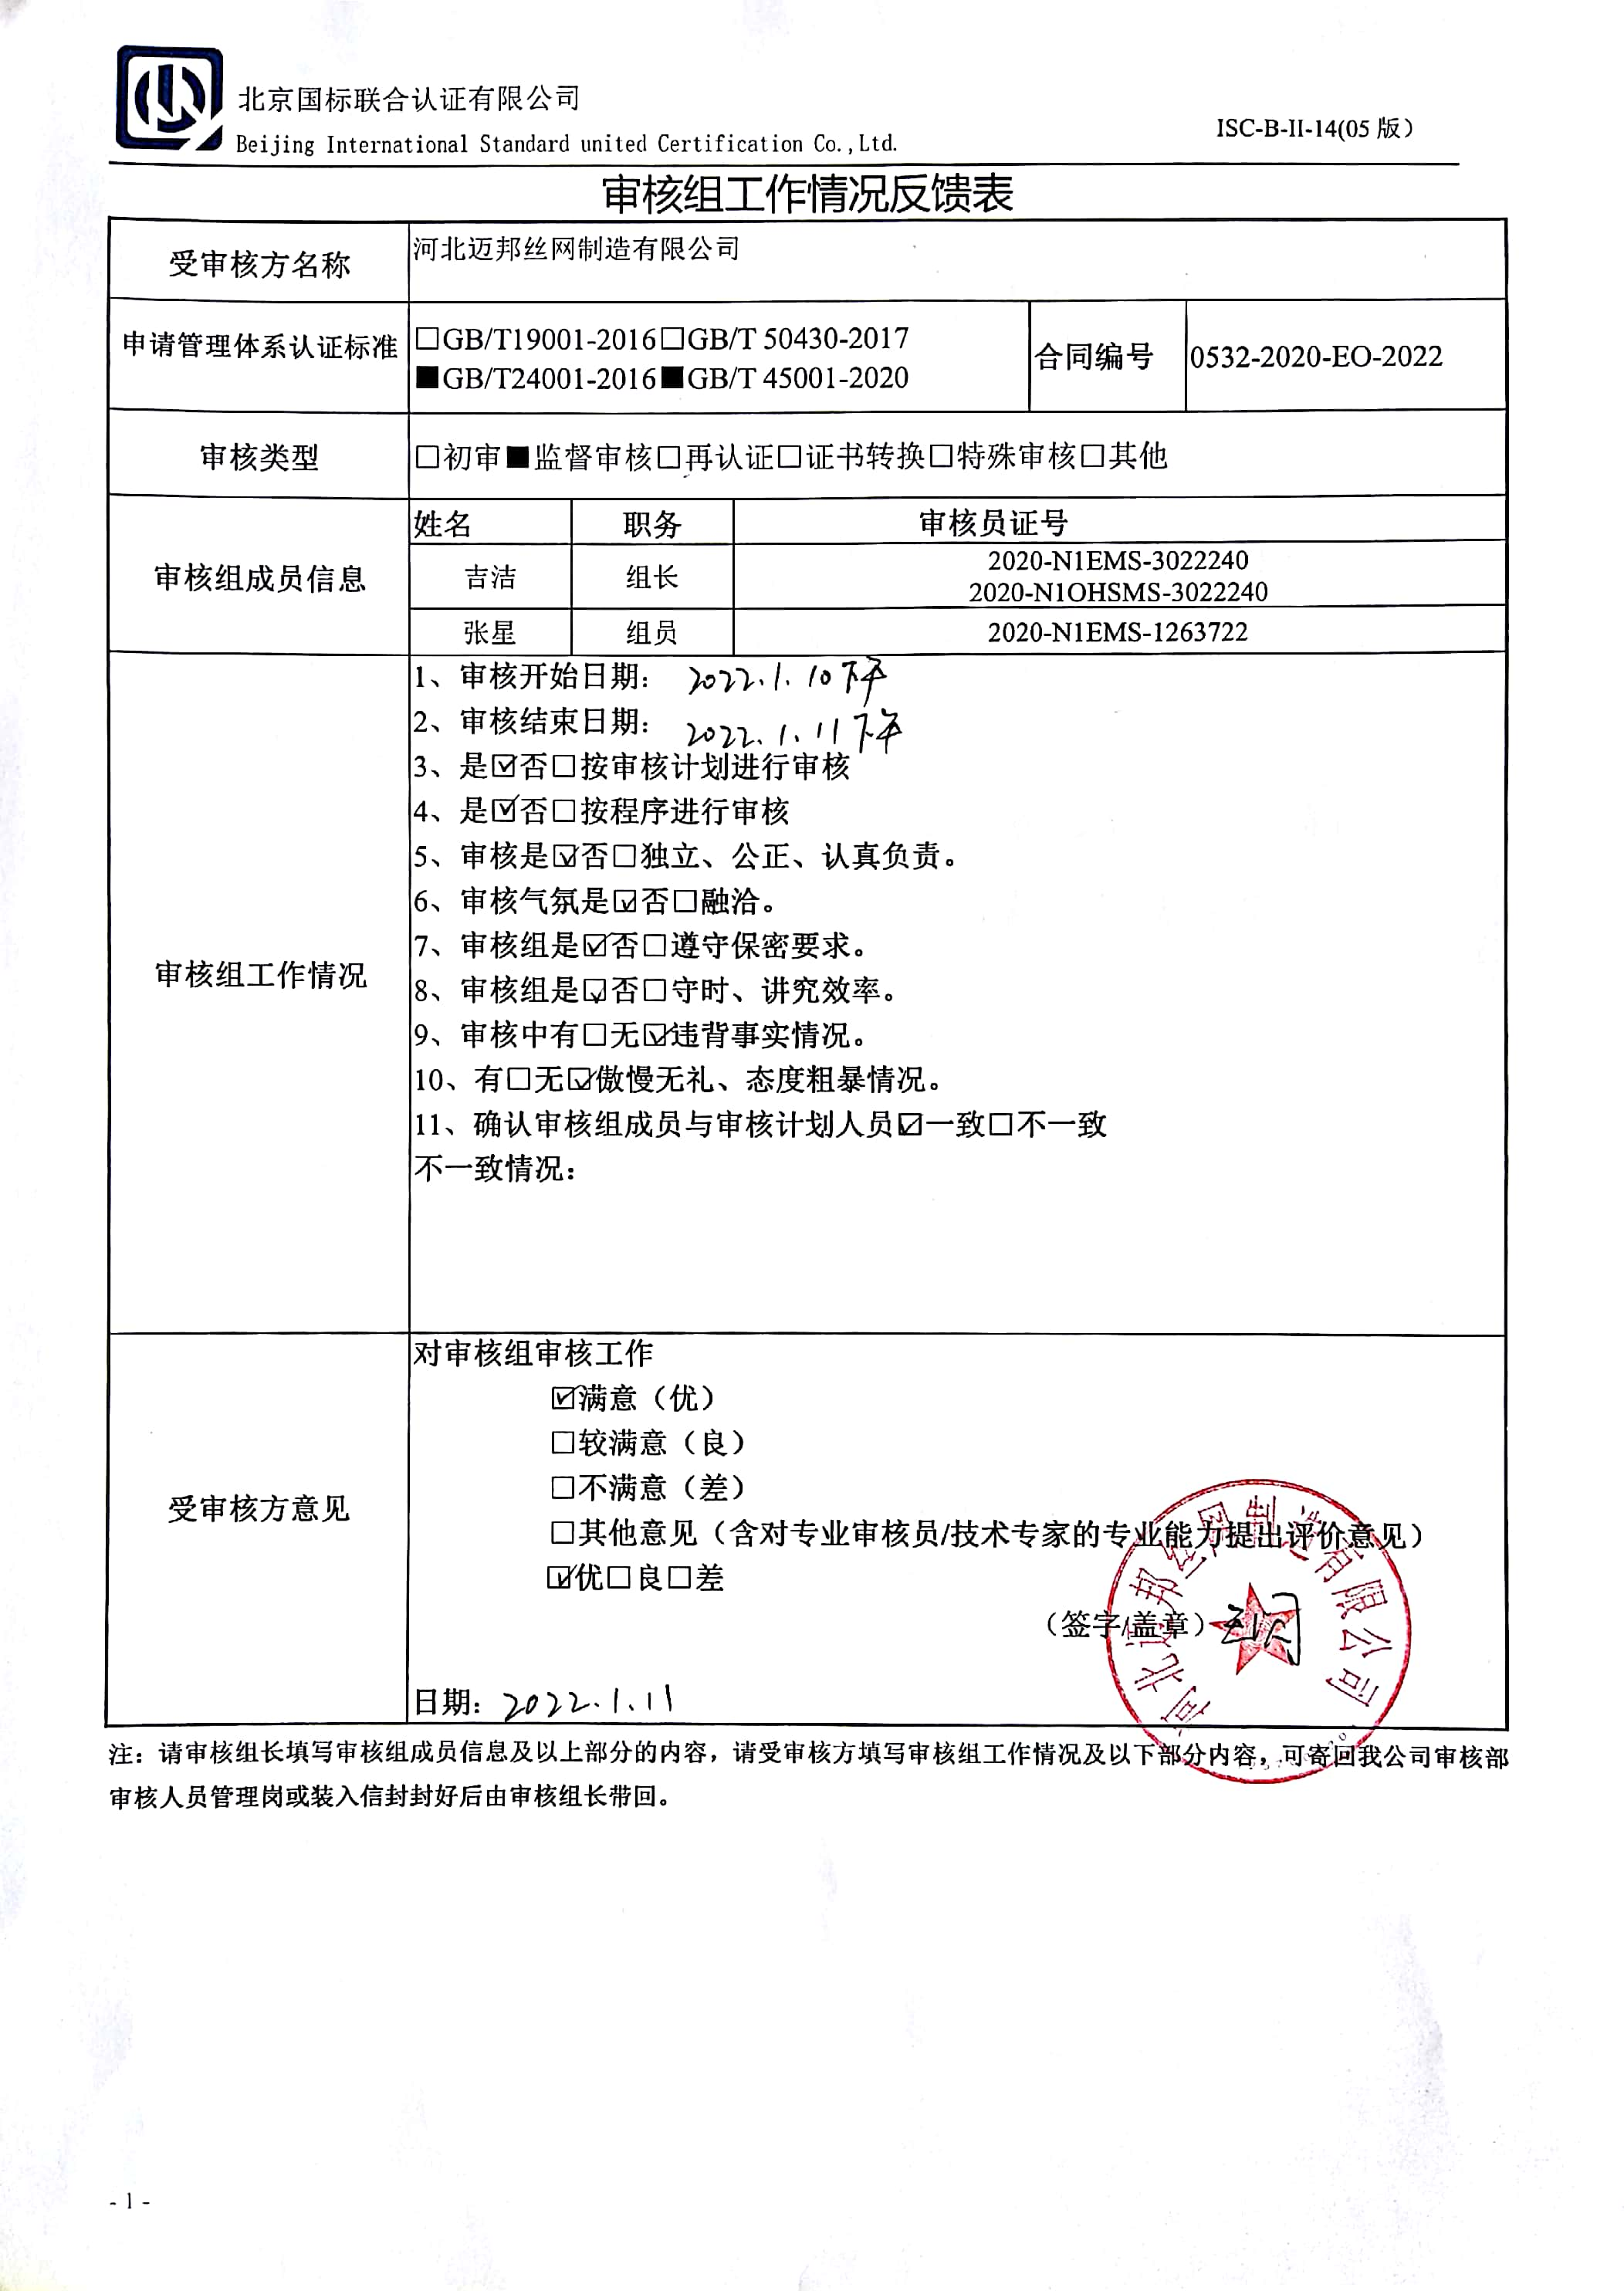 北京国标联合认证有限公司
Beijing International Standard united Certification Co.,Ltd.
ISC-B-II-14(05 版)
审核组工作情况反馈表
受审核方名称 河北迈邦丝网制造有限公司
申请管理体系认证标准 □GB/T19001-2016□GB/T 50430-2017
■GB/T24001-2016■GB/T 45001-2020
合同编号 0532-2020-EO-2022
审核类型 □初审■监督审核□再认证□证书转换□特殊审核□其他
审核组成员信息
姓名 职务 审核员证号
吉洁 组长 2020-N1EMS-3022240
2020-N1OHSMS-3022240
张星 组员 2020-N1EMS-1263722
审核组工作情况
1、审核开始日期： 2022.1.10下午
2、审核结束日期： 2022.1.11下午
3、是☑否□按审核计划进行审核
4、是☑否□按程序进行审核
5、审核是☑否□独立、公正、认真负责。
6、审核气氛是☑否□融洽。
7、审核组是☑否□遵守保密要求。
8、审核组是☑否□守时、讲究效率。
9、审核中有□无☑违背事实情况。
10、有□无☑傲慢无礼、态度粗暴情况。
11、确认审核组成员与审核计划人员☑一致□不一致
不一致情况：
受审核方意见
对审核组审核工作
☑满意（优）
□较满意（良）
□不满意（差）
□其他意见（含对专业审核员/技术专家的专业能力提出评价意见）
☑优□良□差
（签字/盖章）
河北迈邦丝网制造有限公司
日期：2022.1.11
注：请审核组长填写审核组成员信息及以上部分的内容，请受审核方填写审核组工作情况及以下部分内容，可寄回我公司审核部
审核人员管理岗或装入信封封好后由审核组长带回。
- 1 -